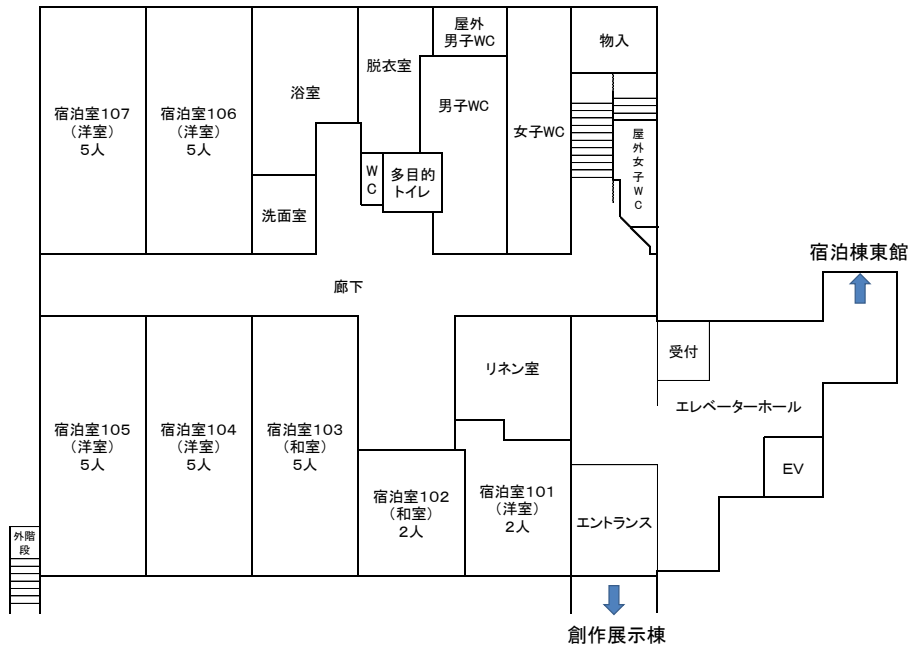 宿泊室107
（洋室）
5人
宿泊室106
（洋室）
5人
浴室
脱衣室
屋外
男子WC
男子WC
女子WC
物入
屋外女子WC
洗面室
WC
多目的
トイレ
宿泊棟東館
廊下
受付
エレベーターホール
EV
リネン室
宿泊室105
（洋室）
5人
宿泊室104
（洋室）
5人
宿泊室103
（和室）
5人
宿泊室102
（和室）
2人
宿泊室101
（洋室）
2人
エントランス
外階
段
創作展示棟